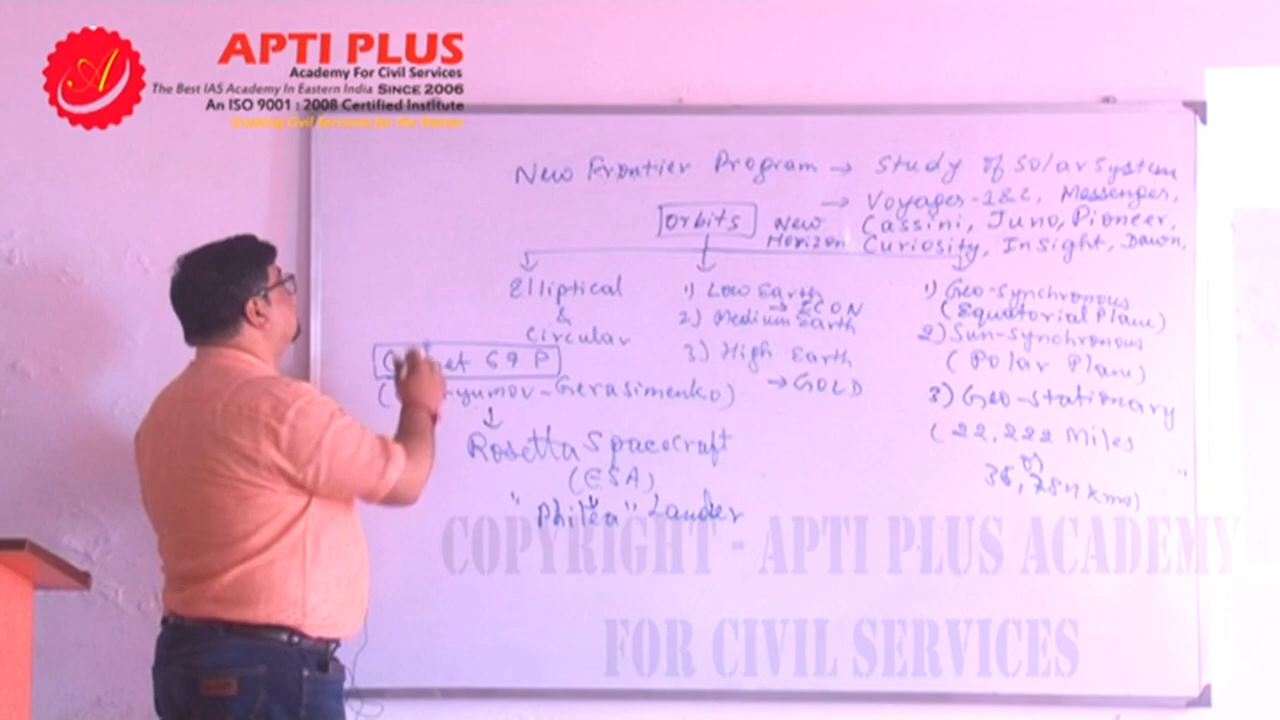 APTI PLUS
Academy For Civil Services
The Best IAS Academy In Eastern India SINCE 2006
An ISO 9001 : 2008 Certified Institute
New Frontier Program → Study of Solar System
→ Voyager-1&2, Messenger,
Orbits New Horizon Cassini, Juno, Pioneer,
Curiosity, Insight, Dawn,
Elliptical
&
Circular
1) Low Earth
→ ICON
2) Medium Earth
3) High Earth
→ GOLD
1) Geo-Synchronous
(Equatorial Plane)
2) Sun-Synchronous
(Polar Plane)
3) Geo-Stationary
(22,222 Miles
or
Kms)
67 P
-Gerasimenko)
↓
Rosetta Spacecraft
(ESA)
↓
"Philea" Lander
COPYRIGHT - APTI PLUS ACADEMY
FOR CIVIL SERVICES